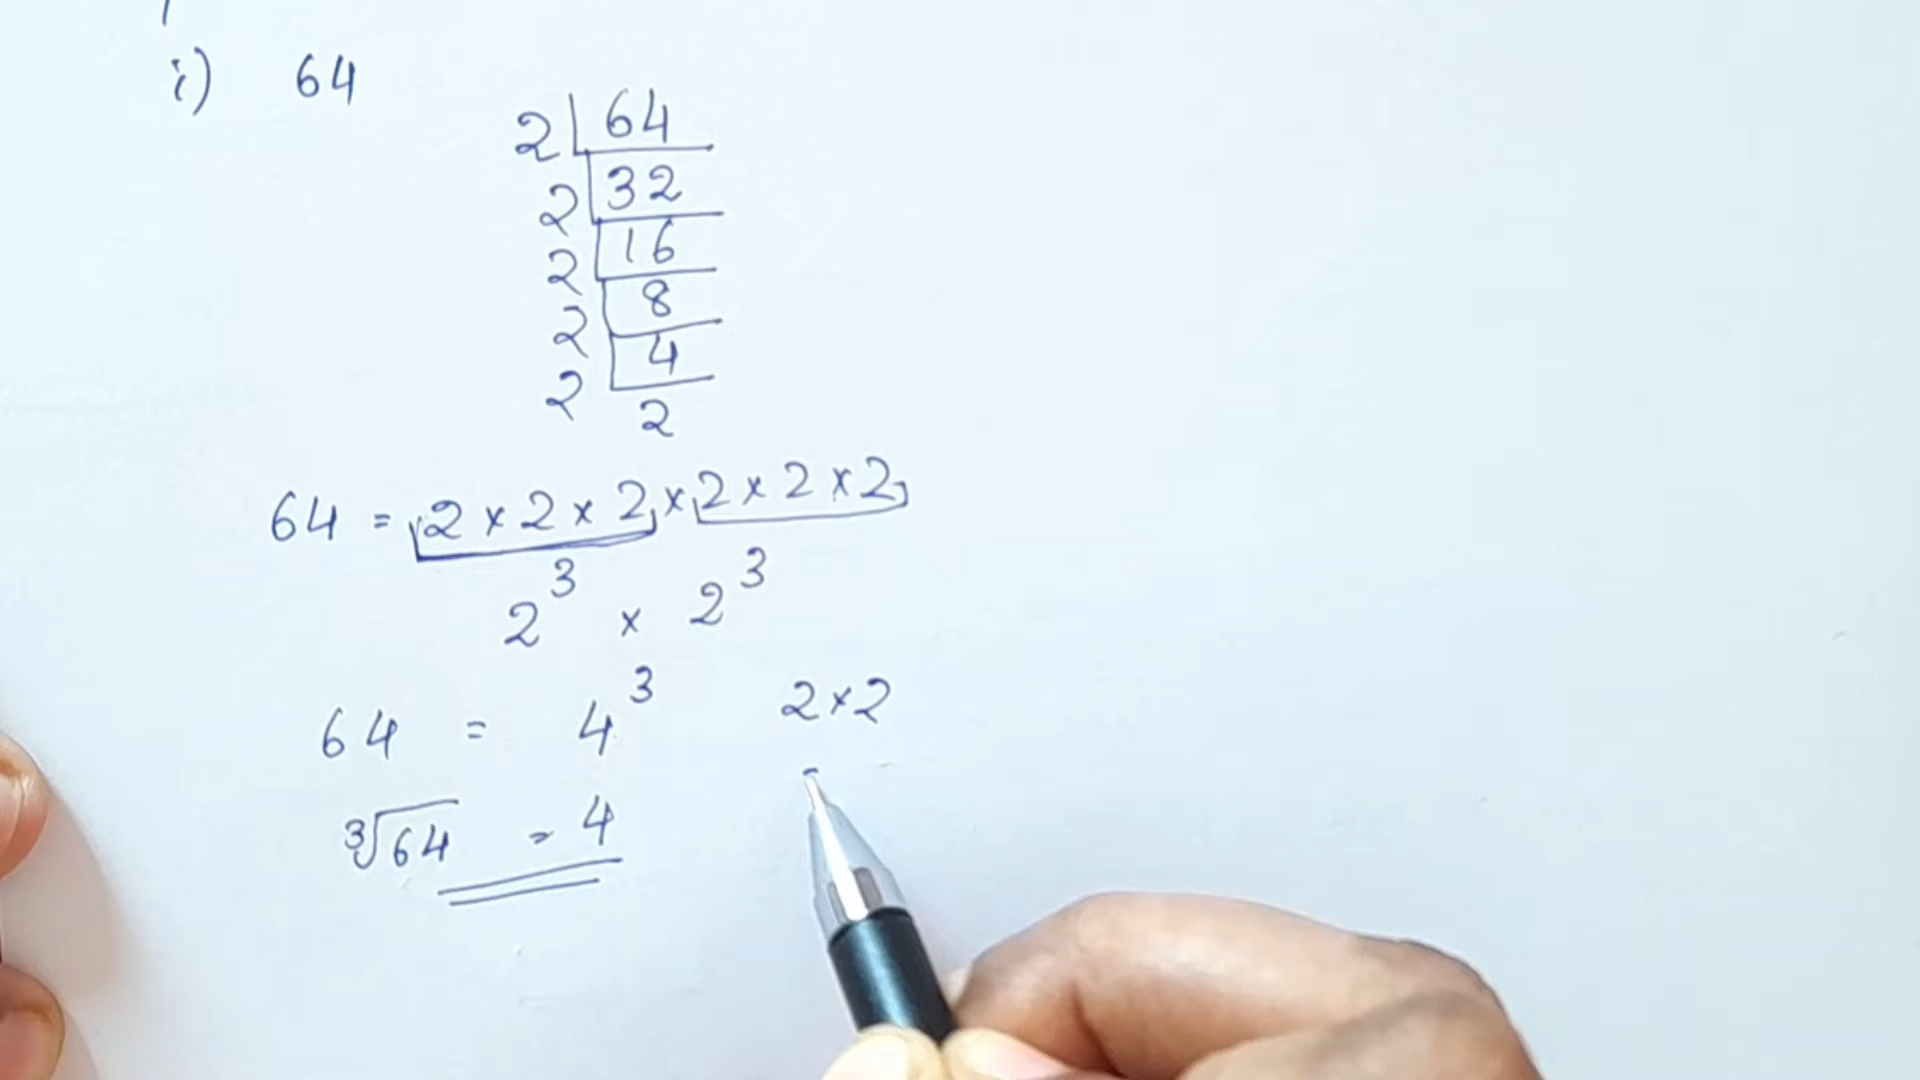 i) 64
2 | 64
2 | 32
2 | 16
2 | 8
2 | 4
2
64 = 2 × 2 × 2 × 2 × 2 × 2
2³ × 2³
64 = 4³ 2×2
∛64 = 4